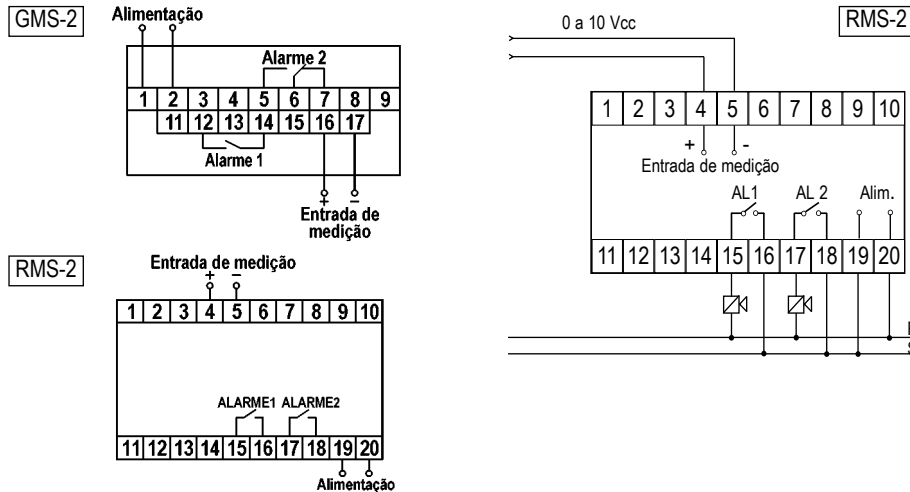 GMS-2
Alimentação
Alarme 2
1 2 3 4 5 6 7 8 9
11 12 13 14 15 16 17
Alarme 1
+ −
Entrada de
medição
RMS-2
Entrada de medição
+ −
1 2 3 4 5 6 7 8 9 10
ALARME1 ALARME2
11 12 13 14 15 16 17 18 19 20
Alimentação
0 a 10 Vcc
RMS-2
1 2 3 4 5 6 7 8 9 10
+ -
Entrada de medição
AL1 AL 2 Alim.
11 12 13 14 15 16 17 18 19 20